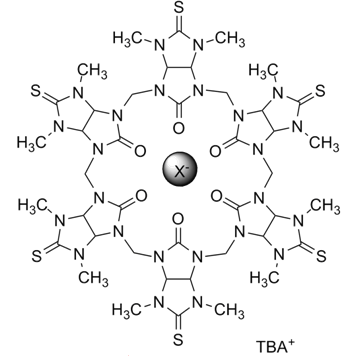 S
H₃C N N CH₃
CH₃ H₃C
S N N N N N N S
N N O N N
H₃C N O O N CH₃
X⁻
H₃C N O O N CH₃
N N O N N
S N N N N S
CH₃ H₃C
H₃C N N CH₃
S
TBA⁺